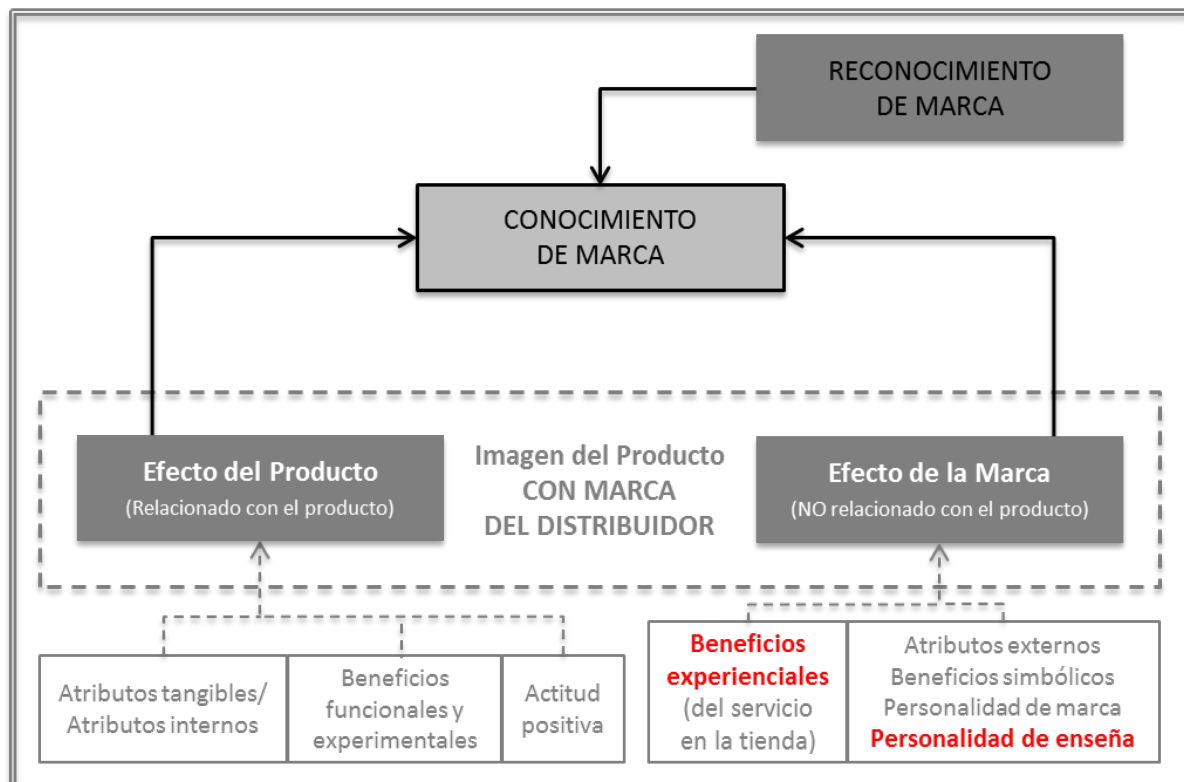 RECONOCIMIENTO
DE MARCA
CONOCIMIENTO
DE MARCA
Efecto del Producto
(Relacionado con el producto)
Imagen del Producto
CON MARCA
DEL DISTRIBUIDOR
Efecto de la Marca
(NO relacionado con el producto)
Atributos tangibles/
Atributos internos
Beneficios
funcionales y
experimentales
Actitud
positiva
Beneficios
experienciales
(del servicio
en la tienda)
Atributos externos
Beneficios simbólicos
Personalidad de marca
Personalidad de enseña